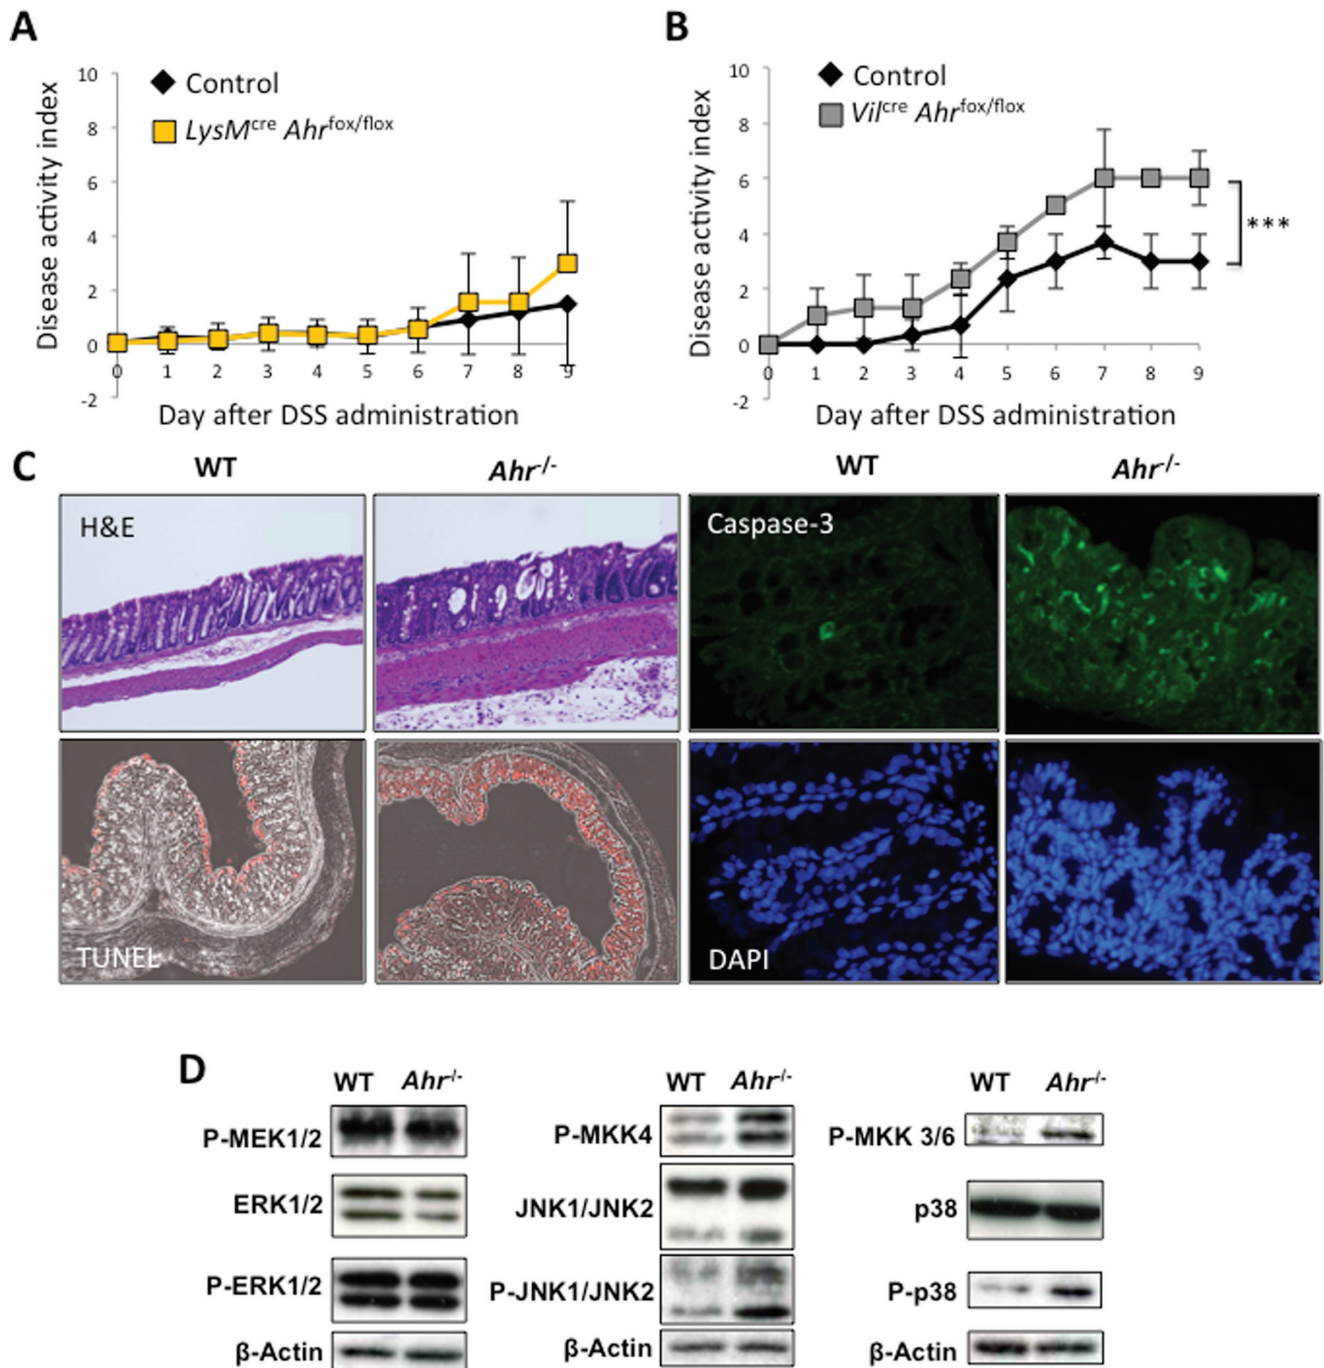 A
Disease activity index
10
8
6
4
2
0
-2
Control
LysMcre Ahrfox/flox
0 1 2 3 4 5 6 7 8 9
Day after DSS administration
B
Disease activity index
10
8
6
4
2
0
-2
Control
Vilcre Ahrfox/flox
***
0 1 2 3 4 5 6 7 8 9
Day after DSS administration
C
WT Ahr-/- WT Ahr-/-
H&E
Caspase-3
TUNEL
DAPI
D
WT Ahr-/-
P-MEK1/2
ERK1/2
P-ERK1/2
β-Actin
WT Ahr-/-
P-MKK4
JNK1/JNK2
P-JNK1/JNK2
β-Actin
WT Ahr-/-
P-MKK 3/6
p38
P-p38
β-Actin